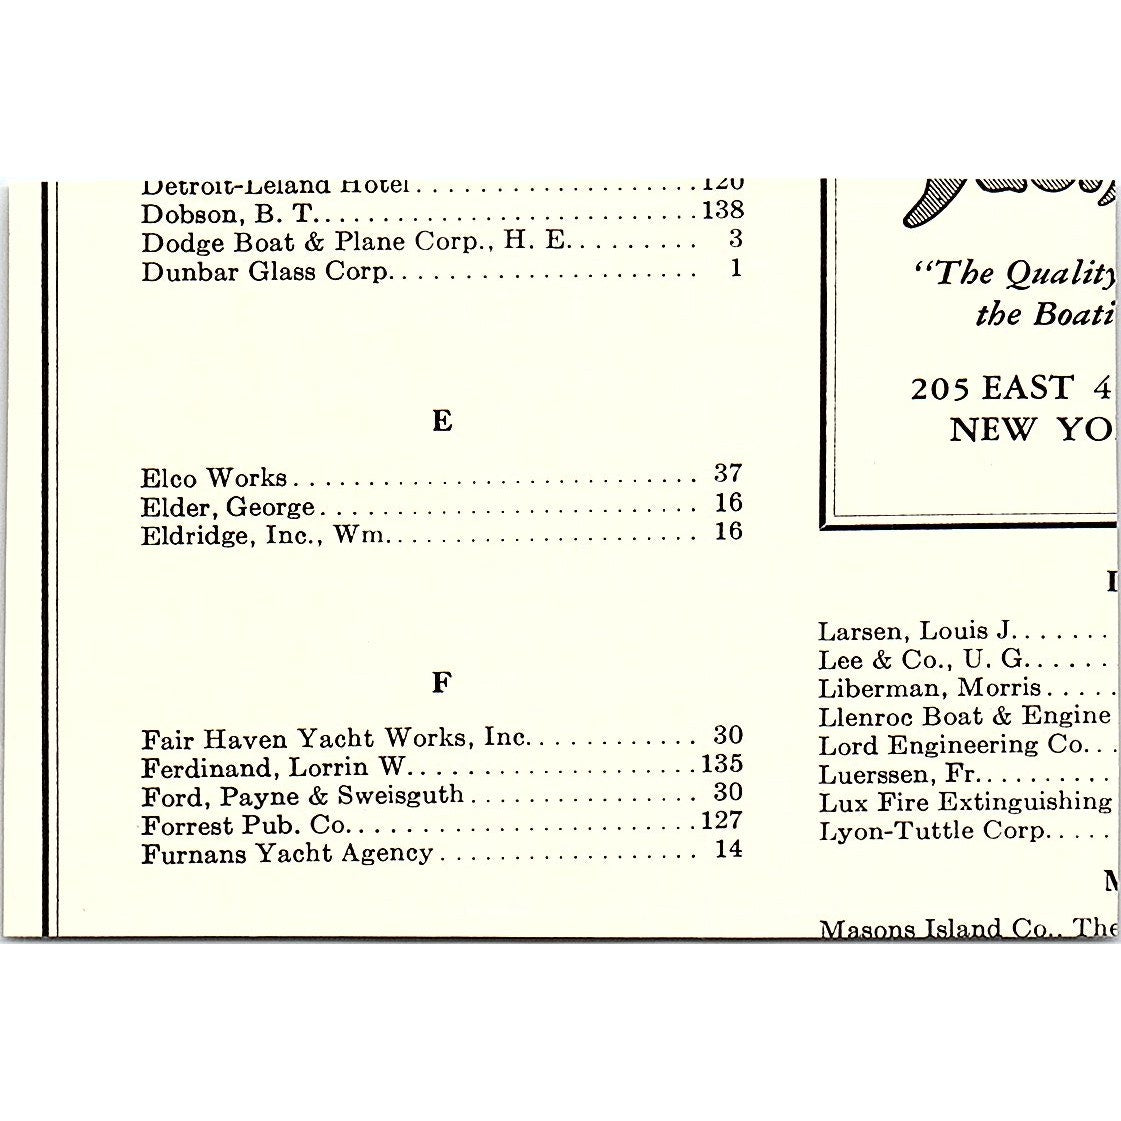 Detroit-Leland Hotel........................120
Dobson, B. T..............................138
Dodge Boat & Plane Corp., H. E......... 3
Dunbar Glass Corp........................ 1
E
Elco Works............................. 37
Elder, George........................... 16
Eldridge, Inc., Wm....................... 16
F
Fair Haven Yacht Works, Inc............. 30
Ferdinand, Lorrin W......................135
Ford, Payne & Sweisguth................. 30
Forrest Pub. Co...........................127
Furnans Yacht Agency................... 14
"The Quality
the Boati
205 EAST 4
NEW YO
Larsen, Louis J.......
Lee & Co., U. G......
Liberman, Morris.....
Llenroc Boat & Engine
Lord Engineering Co...
Luerssen, Fr..........
Lux Fire Extinguishing
Lyon-Tuttle Corp.....
Masons Island Co., The